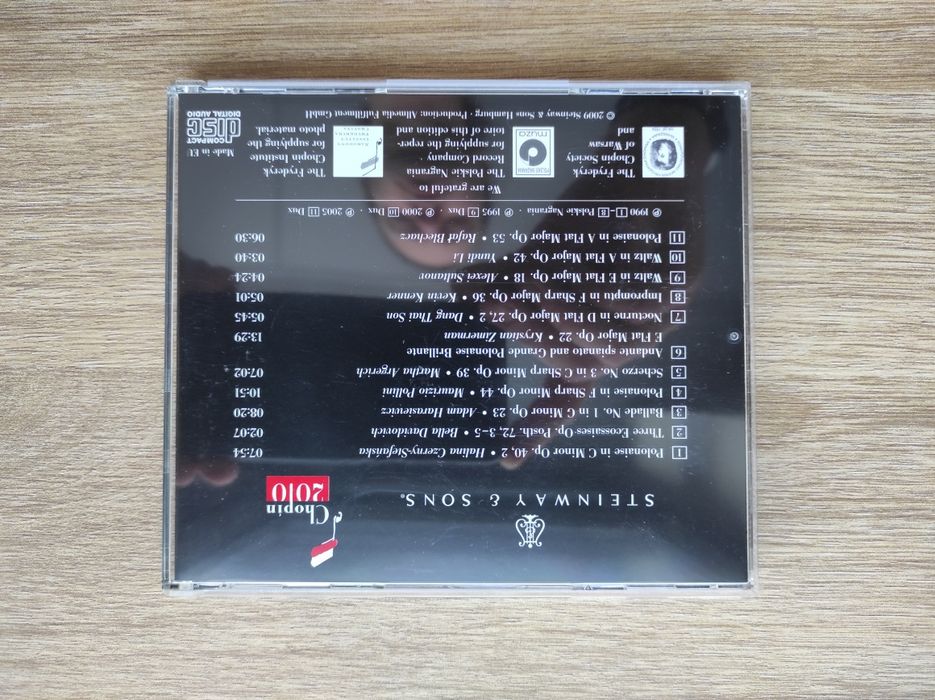 STEINWAY & SONS®
Chopin
2010
1 Polonaise in C Minor Op. 40, 2 • Halina Czerny-Stefańska 07:54
2 Three Ecossaises Op. Posth. 72, 3–5 • Bella Davidovich 02:07
3 Ballade No. 1 in G Minor Op. 23 • Adam Harasiewicz 08:20
4 Polonaise in F Sharp Minor Op. 44 • Maurizio Pollini 10:51
5 Scherzo No. 3 in C Sharp Minor Op. 39 • Martha Argerich 07:02
6 Andante spianato and Grande Polonaise Brillante
E Flat Major Op. 22 • Krystian Zimerman 13:29
7 Nocturne in D Flat Major Op. 27, 2 • Dang Thai Son 05:45
8 Impromptu in F Sharp Major Op. 36 • Kevin Kenner 05:01
9 Waltz in E Flat Major Op. 18 • Alexei Sultanov 04:24
10 Waltz in A Flat Major Op. 42 • Yundi Li 03:40
11 Polonaise in A Flat Major Op. 53 • Rafał Blechacz 06:30
℗ 1990 1–8 Polskie Nagrania · ℗ 1995 9 Dux · ℗ 2000 10 Dux · ℗ 2005 11 Dux
We are grateful to
The Fryderyk
Chopin Society
of Warsaw
and
POLSKIE NAGRANIA
muza
The Polskie Nagrania
Record Company
for supplying the reper-
toire of this edition and
NARODOWY
INSTYTUT
FRYDERYKA
CHOPINA
The Fryderyk
Chopin Institute
for supplying the
photo material.
Made in EU
COMPACT
disc
DIGITAL AUDIO
© 2009 Steinway & Sons Hamburg · Production: Allmedia Fulfillment GmbH